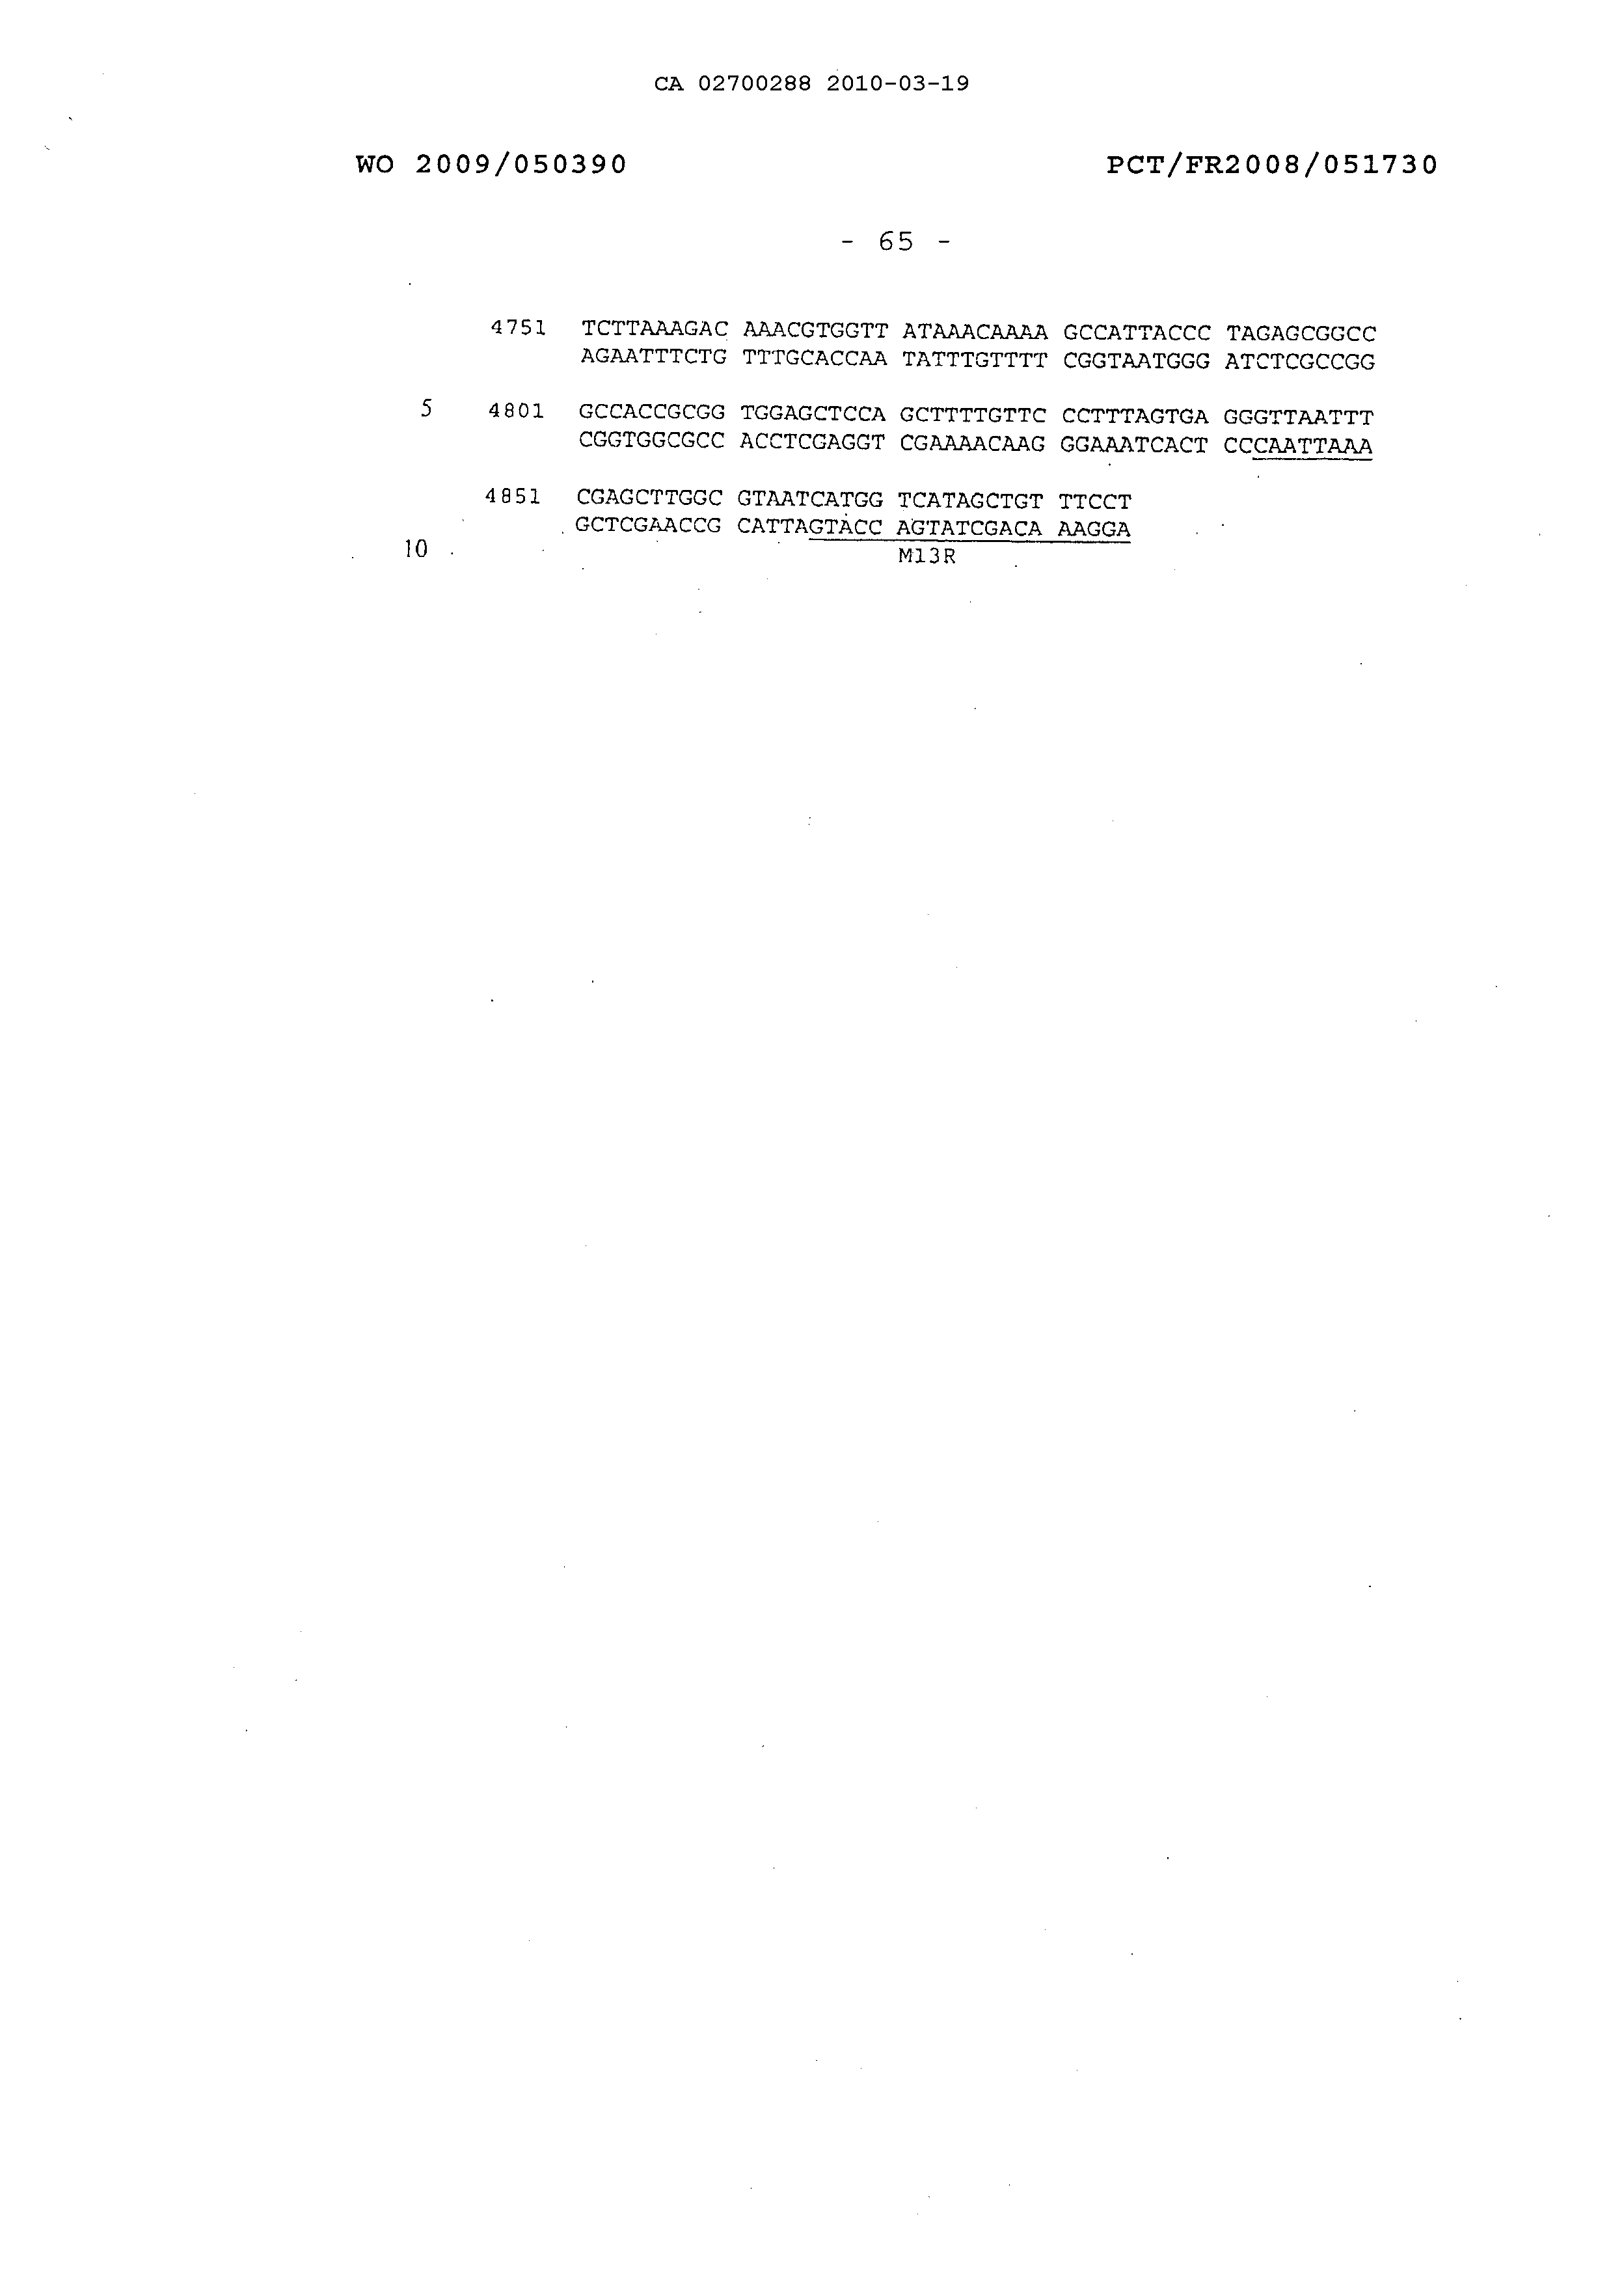 CA 02700288 2010-03-19
WO 2009/050390 PCT/FR2008/051730
- 65 -
4751 TCTTAAAGAC AAACGTGGTT ATAAACAAAA GCCATTACCC TAGAGCGGCC
AGAATTTCTG TTTGCACCAA TATTTGTTTT CGGTAATGGG ATCTCGCCGG
5 4801 GCCACCGCGG TGGAGCTCCA GCTTTTGTTC CCTTTAGTGA GGGTTAATTT
CGGTGGCGCC ACCTCGAGGT CGAAAACAAG GGAAATCACT CCCAATTAAA
4851 CGAGCTTGGC GTAATCATGG TCATAGCTGT TTCCT
GCTCGAACCG CATTAGTACC AGTATCGACA AAGGA
10 M13R